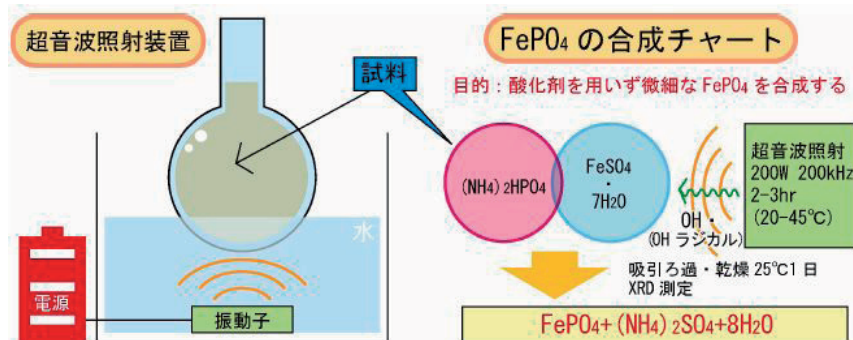 超音波照射装置
試料
水
電源
振動子
FePO₄ の合成チャート
目的：酸化剤を用いず微細な FePO₄ を合成する
(NH₄)₂HPO₄
FeSO₄
・
7H₂O
OH・
(OH ラジカル)
超音波照射
200W 200kHz
2-3hr
(20-45℃)
吸引ろ過・乾燥 25℃1 日
XRD 測定
FePO₄+(NH₄)₂SO₄+8H₂O